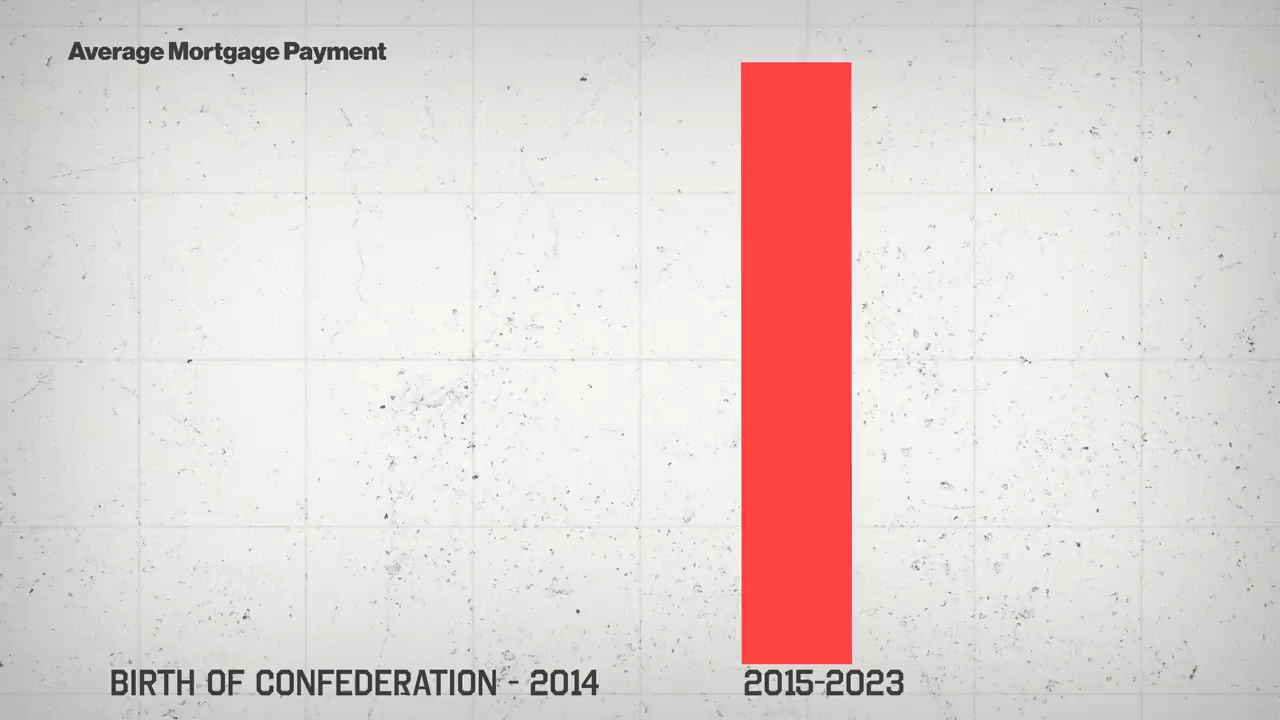 Average Mortgage Payment
BIRTH OF CONFEDERATION - 2014
2015-2023